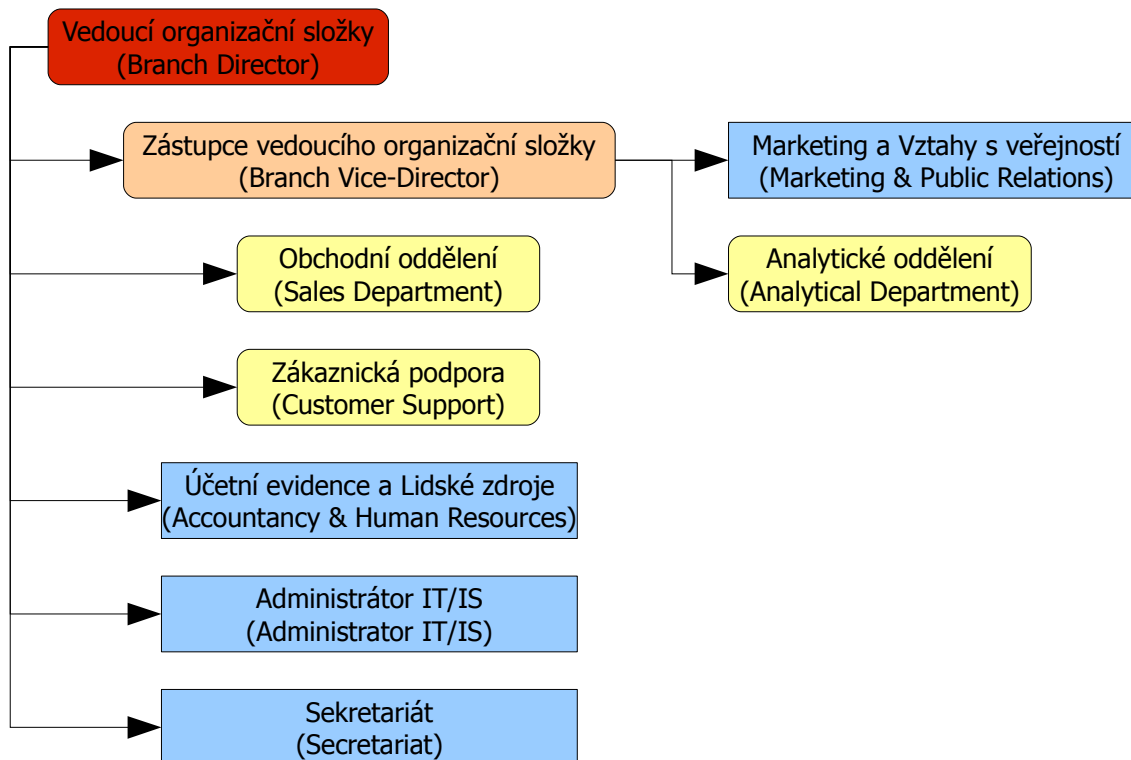 Vedoucí organizační složky
(Branch Director)
Zástupce vedoucího organizační složky
(Branch Vice-Director)
Marketing a Vztahy s veřejností
(Marketing & Public Relations)
Obchodní oddělení
(Sales Department)
Analytické oddělení
(Analytical Department)
Zákaznická podpora
(Customer Support)
Účetní evidence a Lidské zdroje
(Accountancy & Human Resources)
Administrátor IT/IS
(Administrator IT/IS)
Sekretariát
(Secretariat)